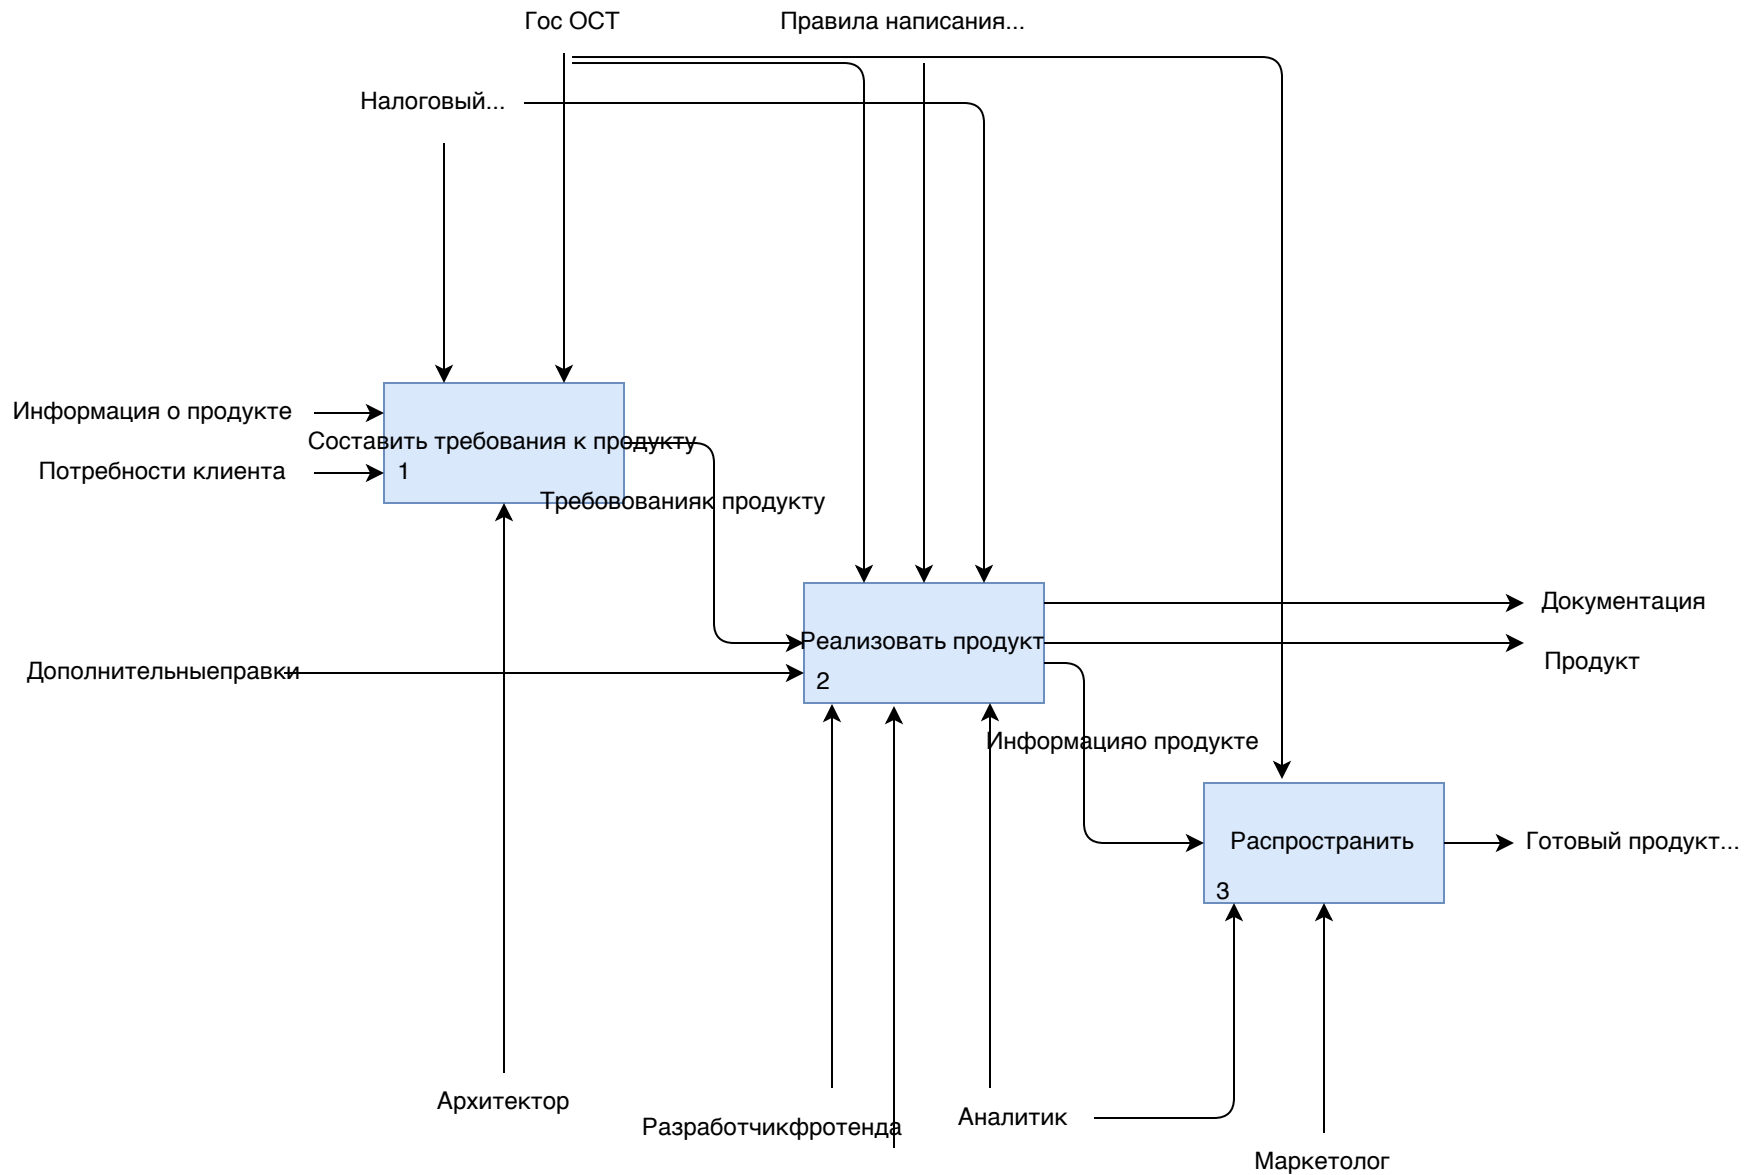 Гос ОСТ
Правила написания...
Налоговый...
Информация о продукте
Составить требования к продукту
Потребности клиента
1
Требовованияк продукту
Документация
Реализовать продукт
Продукт
Дополнительныеправки
2
Информацияо продукте
Распространить
Готовый продукт...
3
Архитектор
Разработчикфротенда
Аналитик
Маркетолог